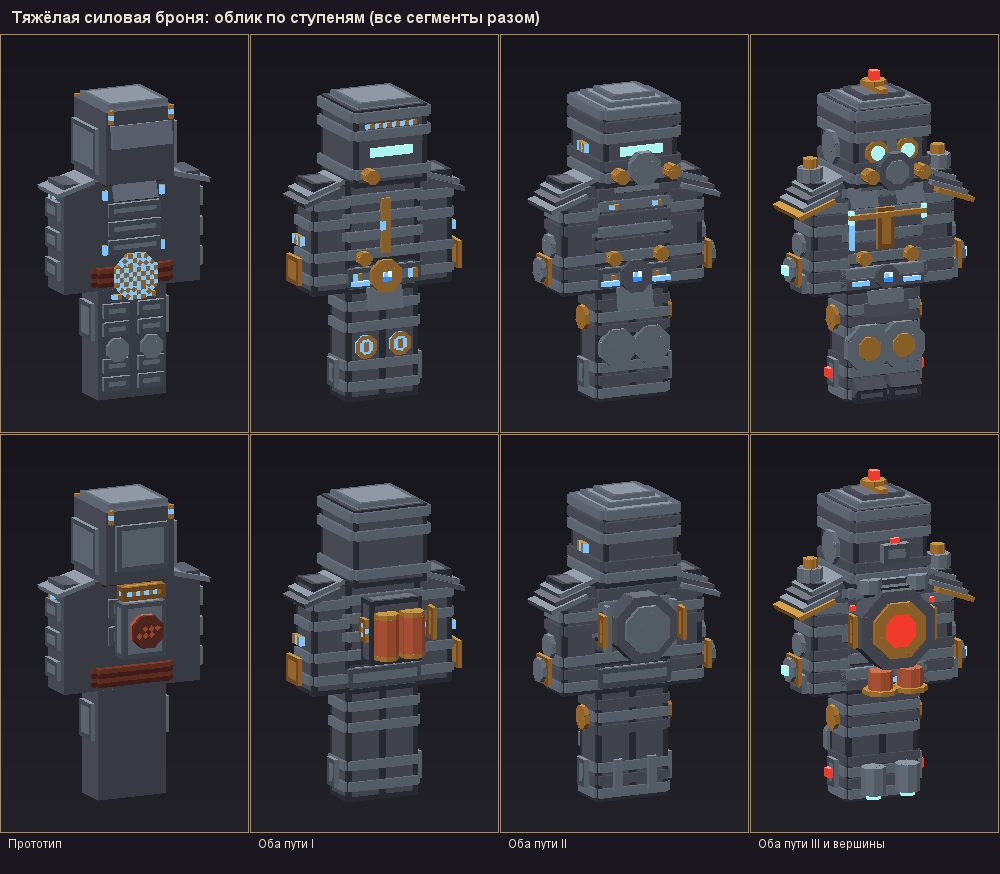 Тяжёлая силовая броня: облик по ступеням (все сегменты разом)
Прототип
Оба пути I
Оба пути II
Оба пути III и вершины